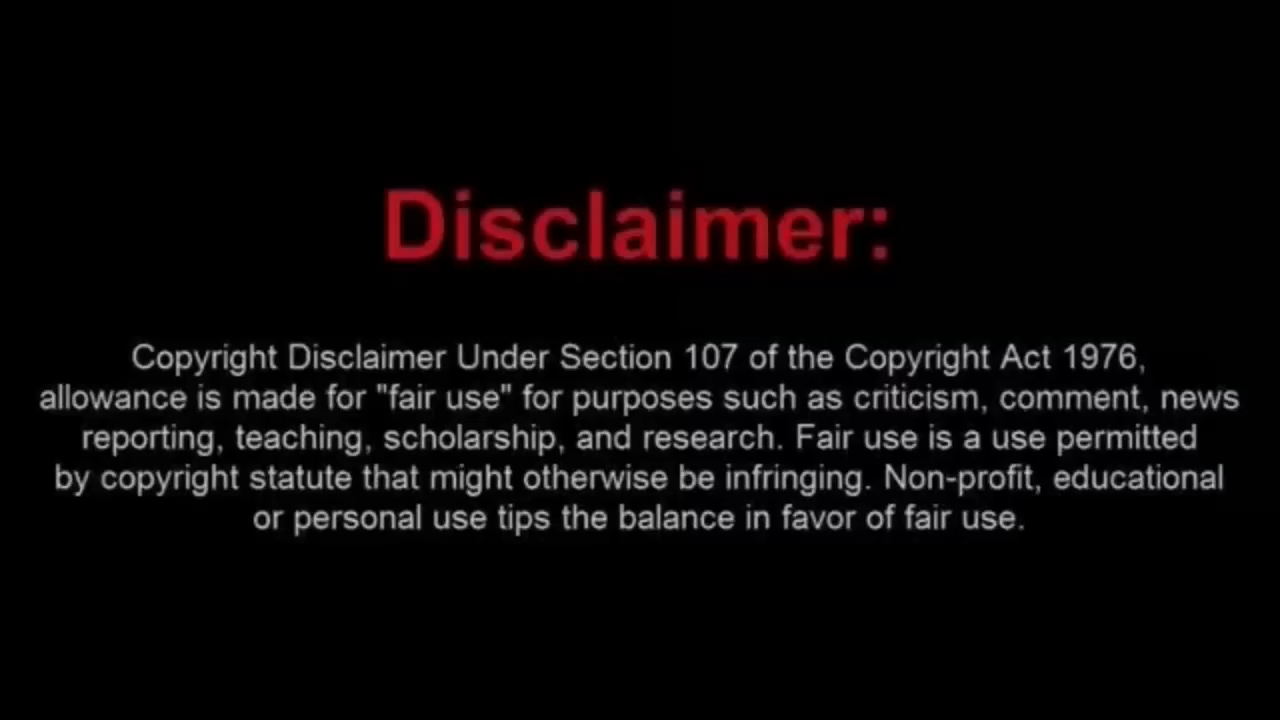 Disclaimer:
Copyright Disclaimer Under Section 107 of the Copyright Act 1976,
allowance is made for "fair use" for purposes such as criticism, comment, news
reporting, teaching, scholarship, and research. Fair use is a use permitted
by copyright statute that might otherwise be infringing. Non-profit, educational
or personal use tips the balance in favor of fair use.